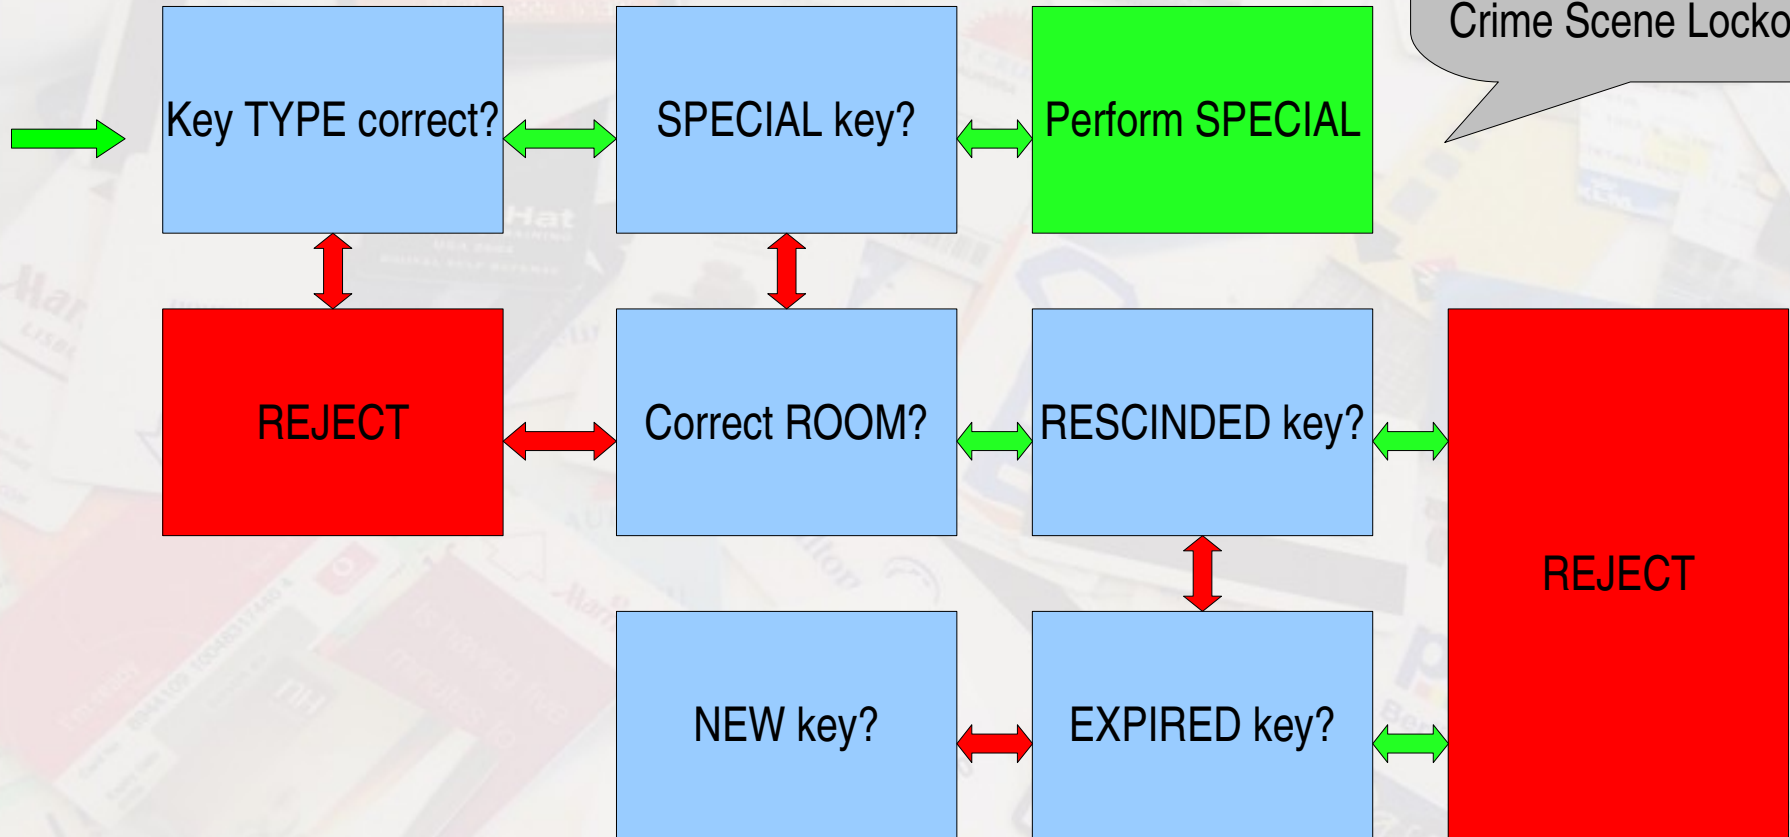 Crime Scene Locko
Key TYPE correct?
SPECIAL key?
Perform SPECIAL
REJECT
Correct ROOM?
RESCINDED key?
REJECT
NEW key?
EXPIRED key?